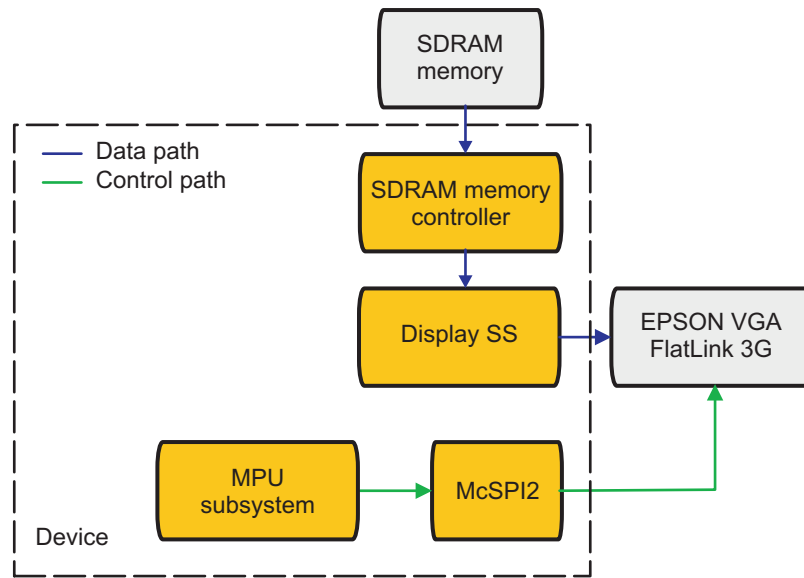 SDRAM
memory
Data path
Control path
SDRAM memory
controller
Display SS
EPSON VGA
FlatLink 3G
MPU
subsystem
McSPI2
Device